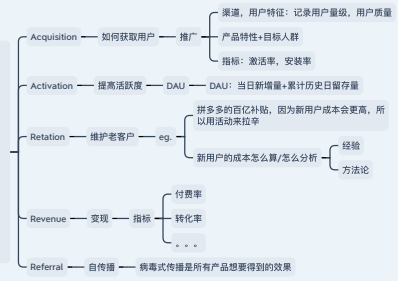 Acquisition
如何获取用户
推广
渠道，用户特征：记录用户量级，用户质量
产品特性+目标人群
指标：激活率，安装率
Activation
提高活跃度
DAU
DAU：当日新增量+累计历史日留存量
Retation
维护老客户
eg.
拼多多的百亿补贴，因为新用户成本会更高，所
以用活动来拉辛
新用户的成本怎么算/怎么分析
经验
方法论
Revenue
变现
指标
付费率
转化率
。。。
Referral
自传播
病毒式传播是所有产品想要得到的效果